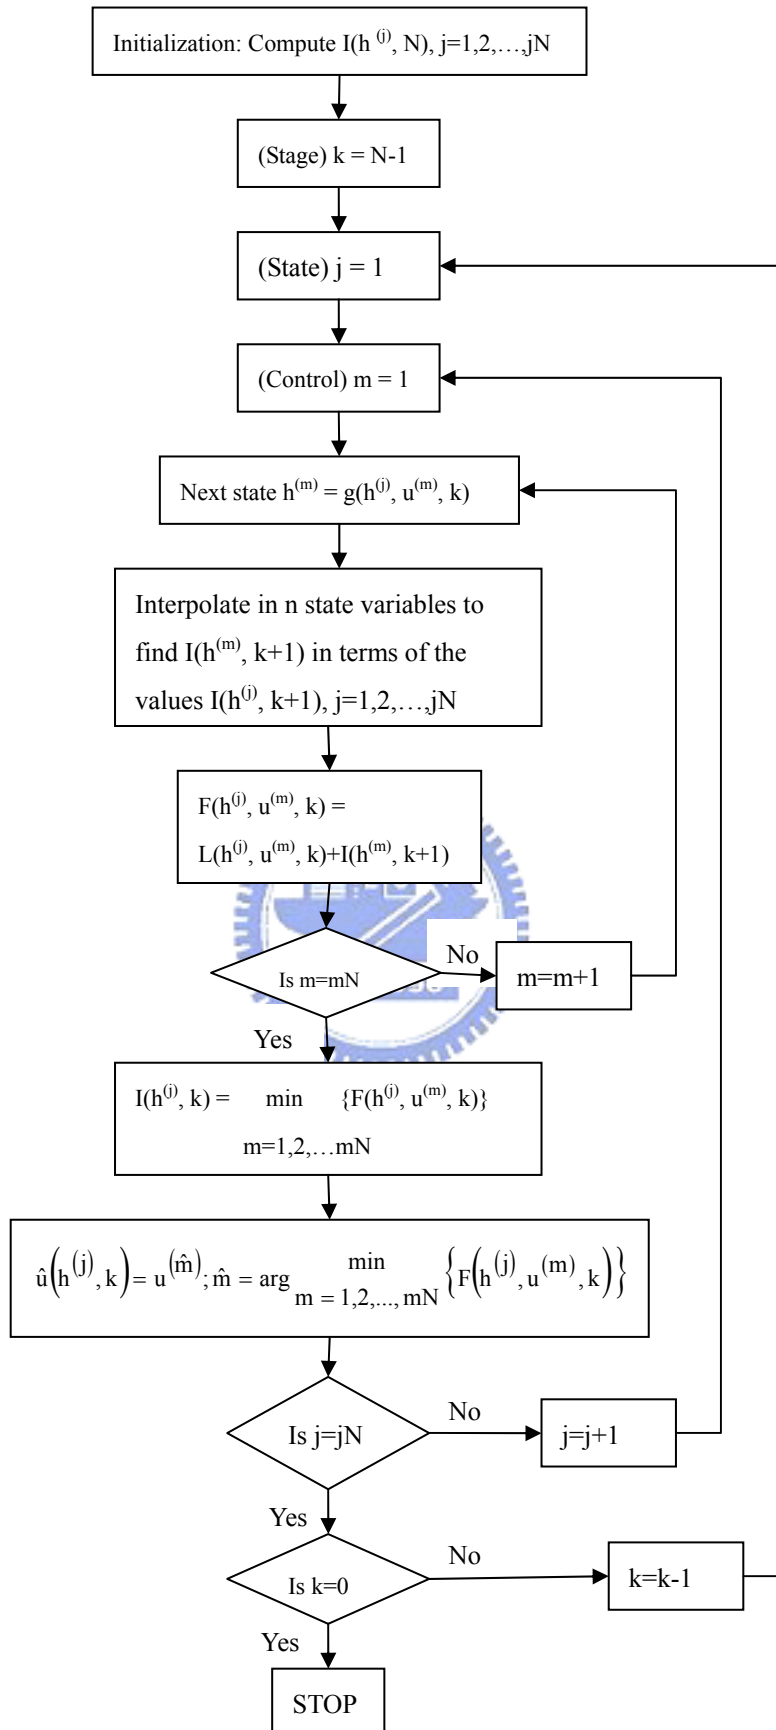 Initialization: Compute I(h ⁽ʲ⁾, N), j=1,2,…,jN
(Stage) k = N-1
(State) j = 1
(Control) m = 1
Next state h⁽ᵐ⁾ = g(h⁽ʲ⁾, u⁽ᵐ⁾, k)
Interpolate in n state variables to
find I(h⁽ᵐ⁾, k+1) in terms of the
values I(h⁽ʲ⁾, k+1), j=1,2,…,jN
F(h⁽ʲ⁾, u⁽ᵐ⁾, k) =
L(h⁽ʲ⁾, u⁽ᵐ⁾, k)+I(h⁽ᵐ⁾, k+1)
Is m=mN
No
m=m+1
Yes
I(h⁽ʲ⁾, k) = min {F(h⁽ʲ⁾, u⁽ᵐ⁾, k)}
m=1,2,…mN
û(h⁽ʲ⁾, k) = u⁽ᵐ̂⁾; m̂ = arg min {F(h⁽ʲ⁾, u⁽ᵐ⁾, k)}
m = 1,2,..., mN
Is j=jN
No
j=j+1
Yes
Is k=0
No
k=k-1
Yes
STOP